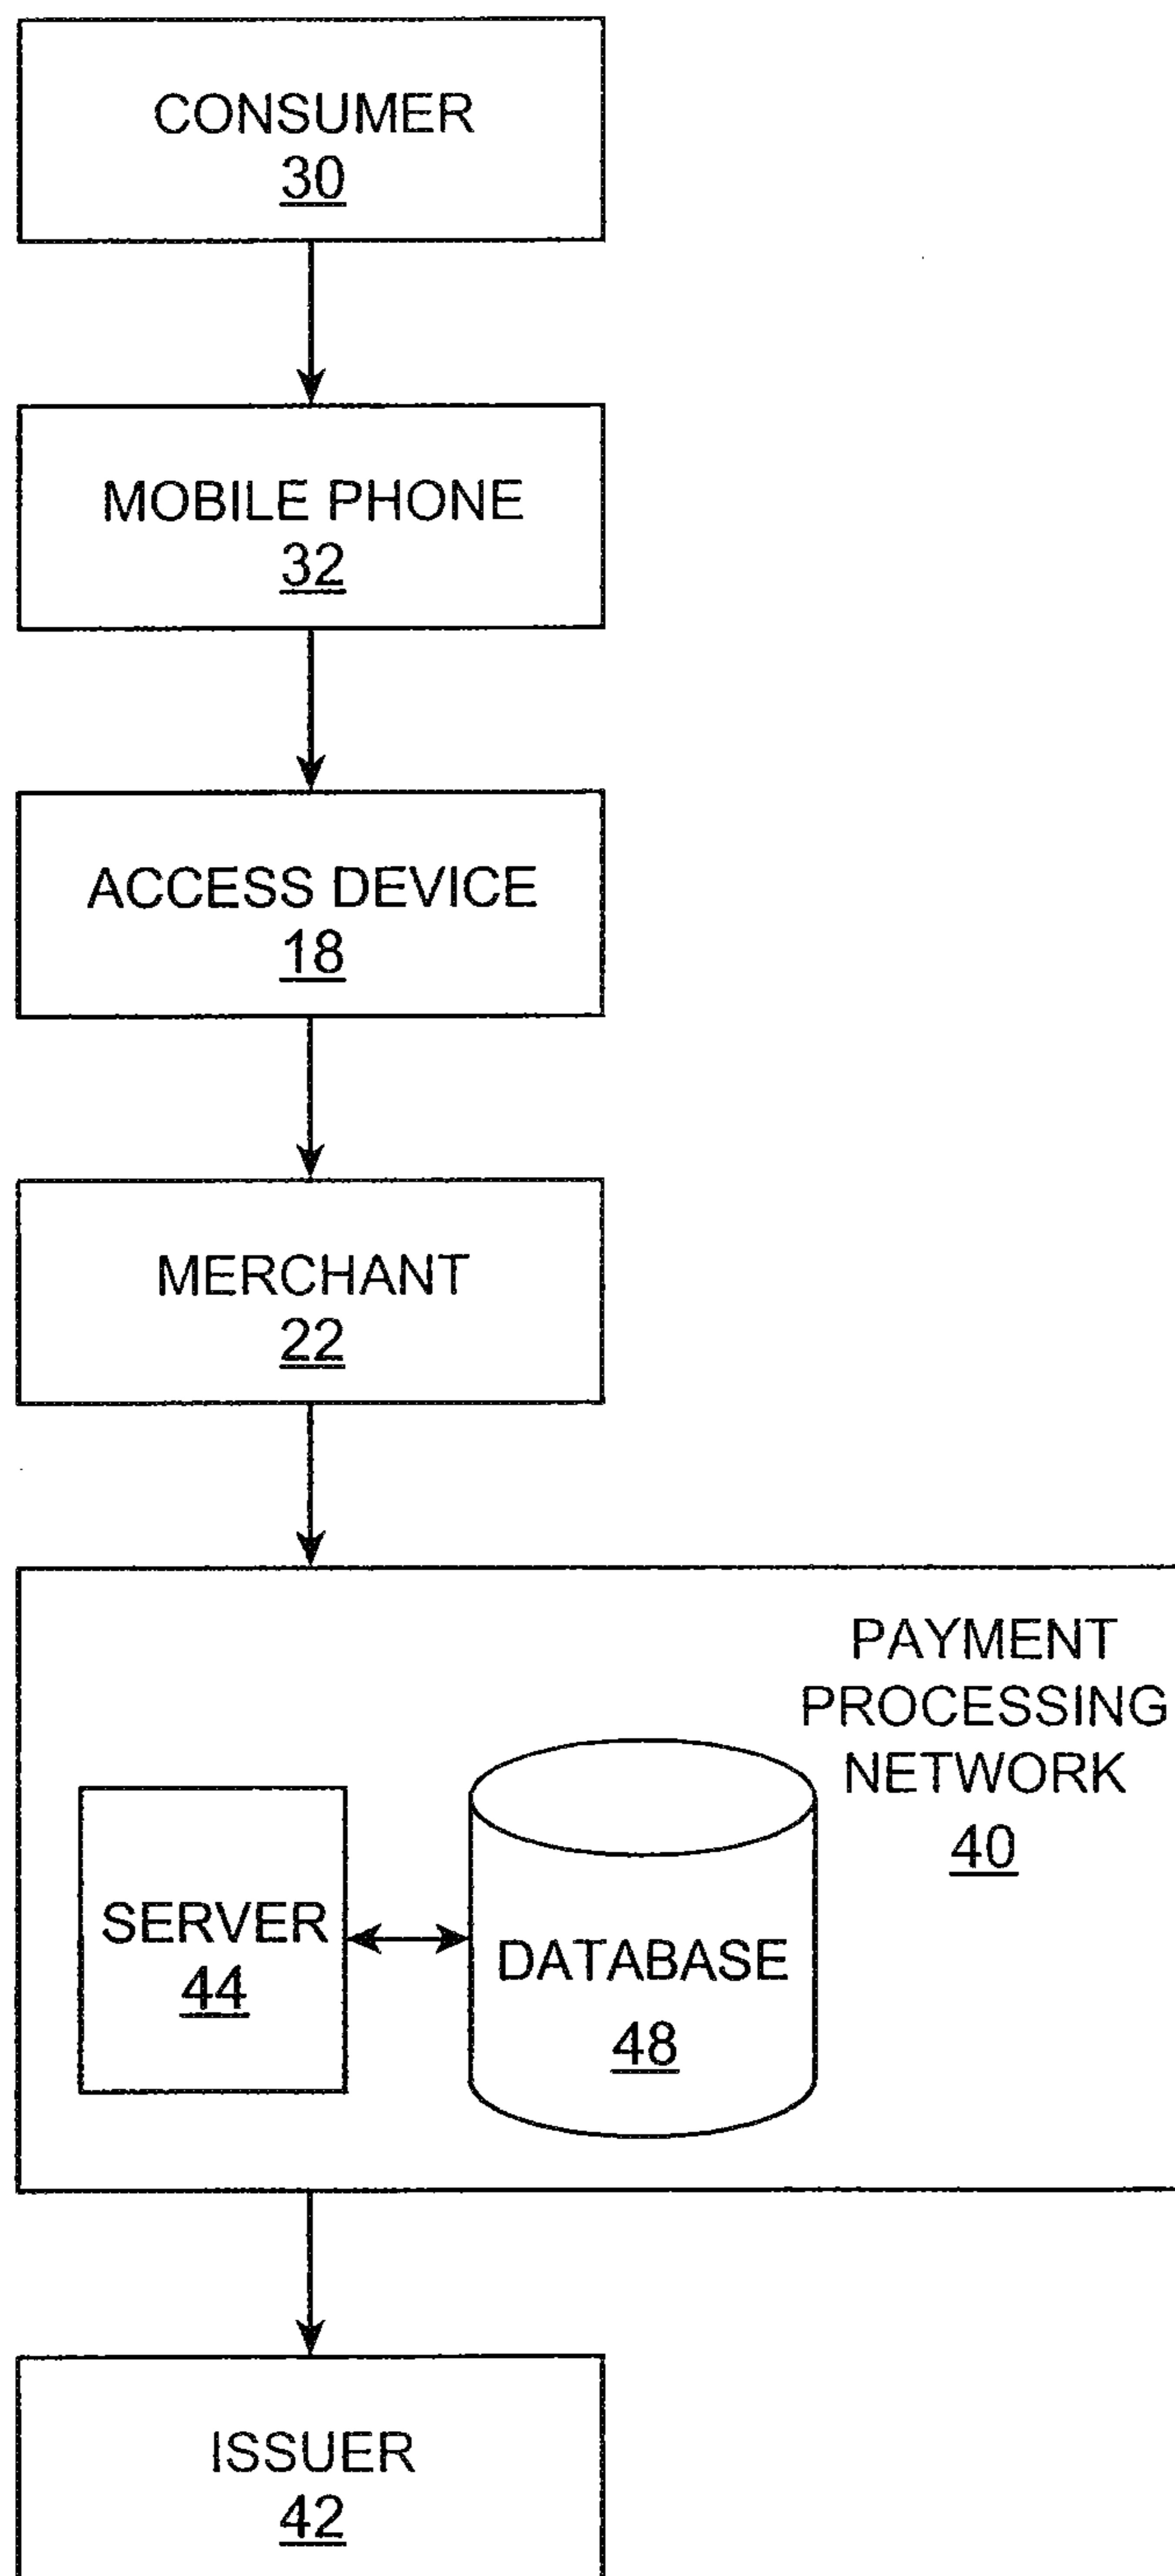 CONSUMER
30
MOBILE PHONE
32
ACCESS DEVICE
18
MERCHANT
22
PAYMENT
PROCESSING
NETWORK
40
SERVER
44
DATABASE
48
ISSUER
42